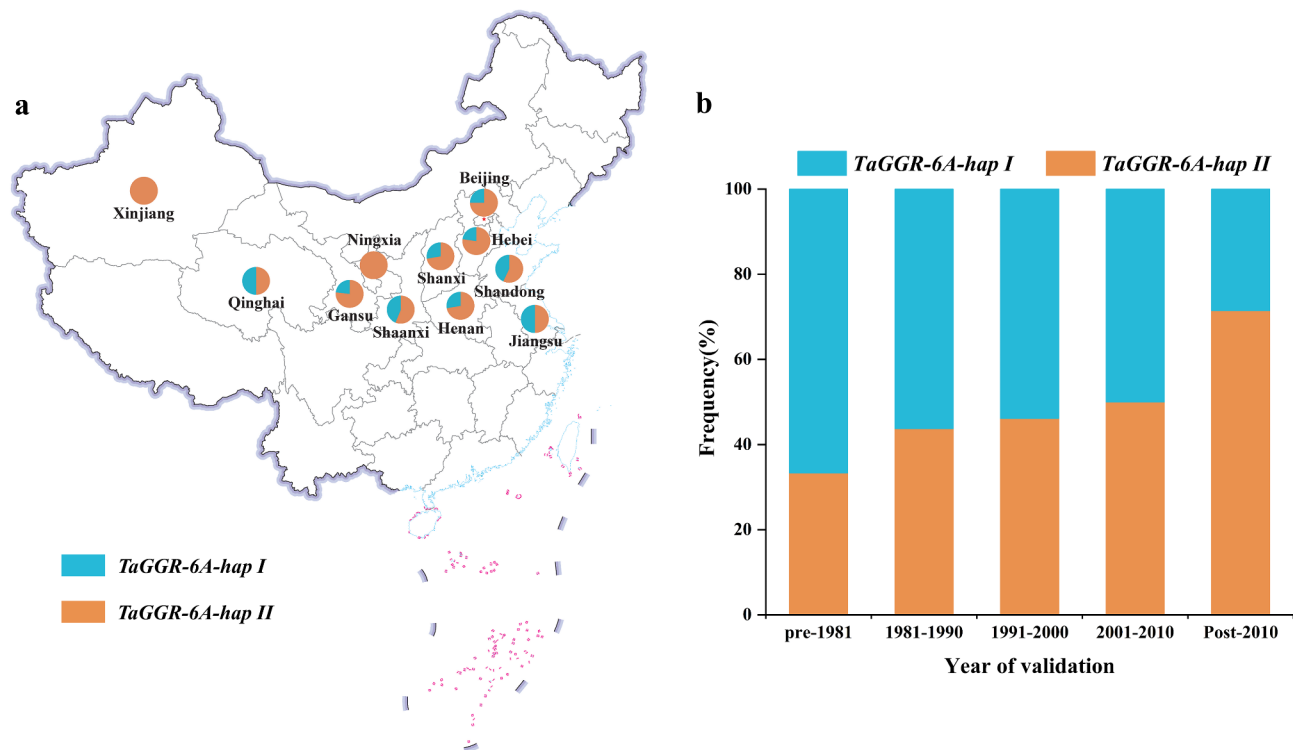 a
Beijing
Xinjiang
Ningxia
Hebei
Shanxi
Qinghai
Shandong
Gansu
Shaanxi
Henan
Jiangsu
TaGGR-6A-hap I
TaGGR-6A-hap II
b
TaGGR-6A-hap I TaGGR-6A-hap II
100
80
60
40
20
0
Frequency(%)
pre-1981 1981-1990 1991-2000 2001-2010 Post-2010
Year of validation